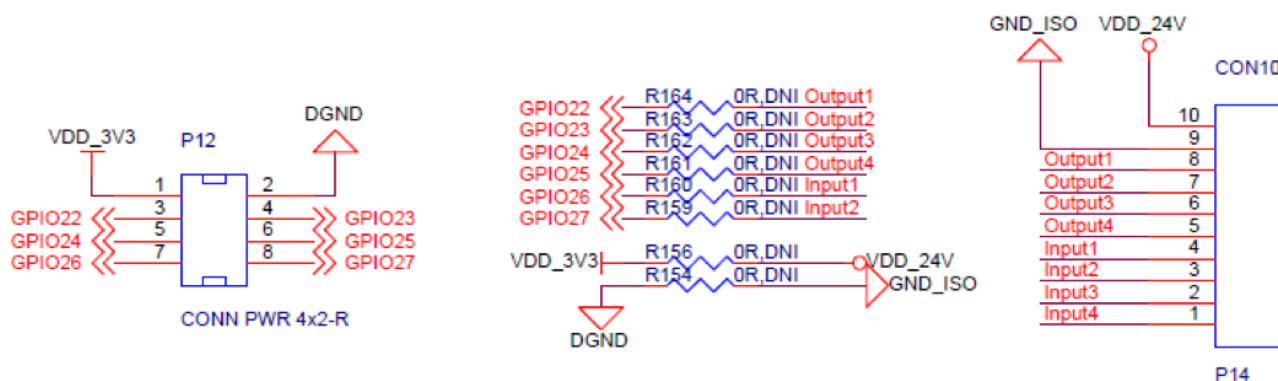 GND_ISO VDD_24V
CON10
R164 0R,DNI Output1
GPIO22
R163 0R,DNI Output2
GPIO23
R162 0R,DNI Output3
GPIO24
R161 0R,DNI Output4
GPIO25
R160 0R,DNI Input1
GPIO26
R159 0R,DNI Input2
GPIO27
DGND
VDD_3V3 P12
1 2
GPIO22 3 4 GPIO23
GPIO24 5 6 GPIO25
GPIO26 7 8 GPIO27
CONN PWR 4x2-R
R156 0R,DNI
VDD_3V3 VDD_24V
R154 0R,DNI
GND_ISO
DGND
10
9
Output1 8
Output2 7
Output3 6
Output4 5
Input1 4
Input2 3
Input3 2
Input4 1
P14